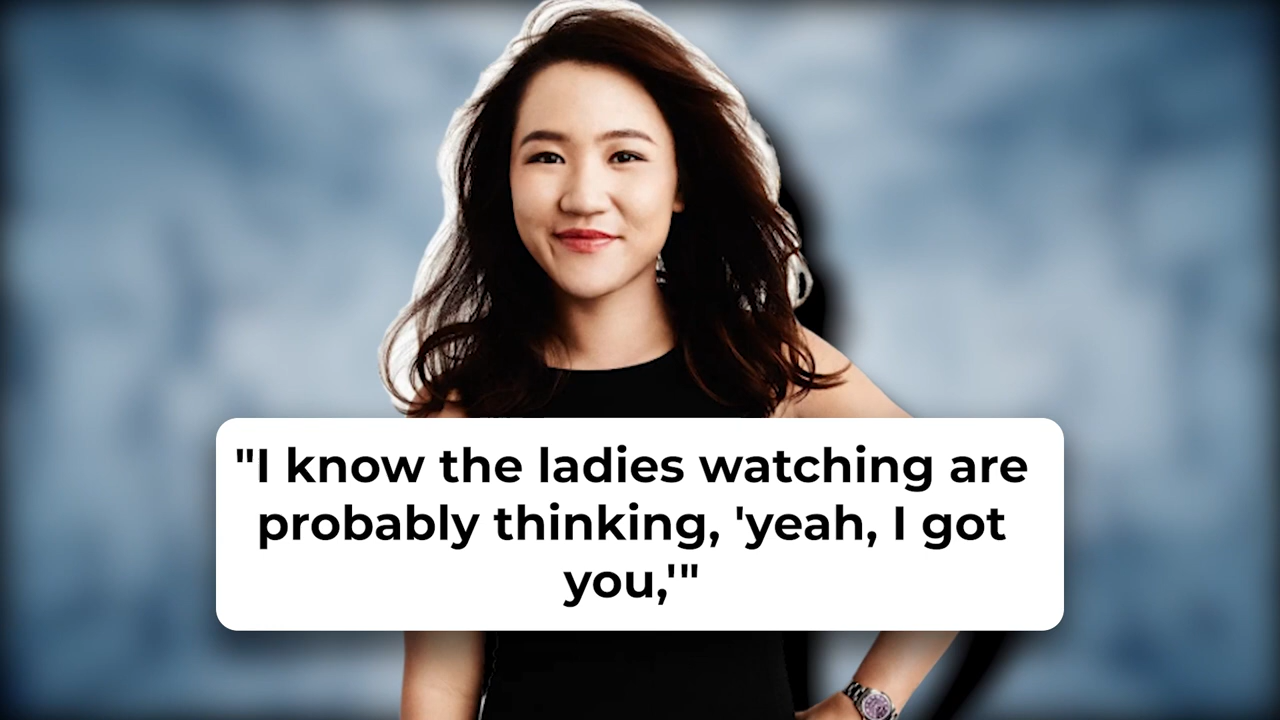 "I know the ladies watching are
probably thinking, 'yeah, I got
you,'"